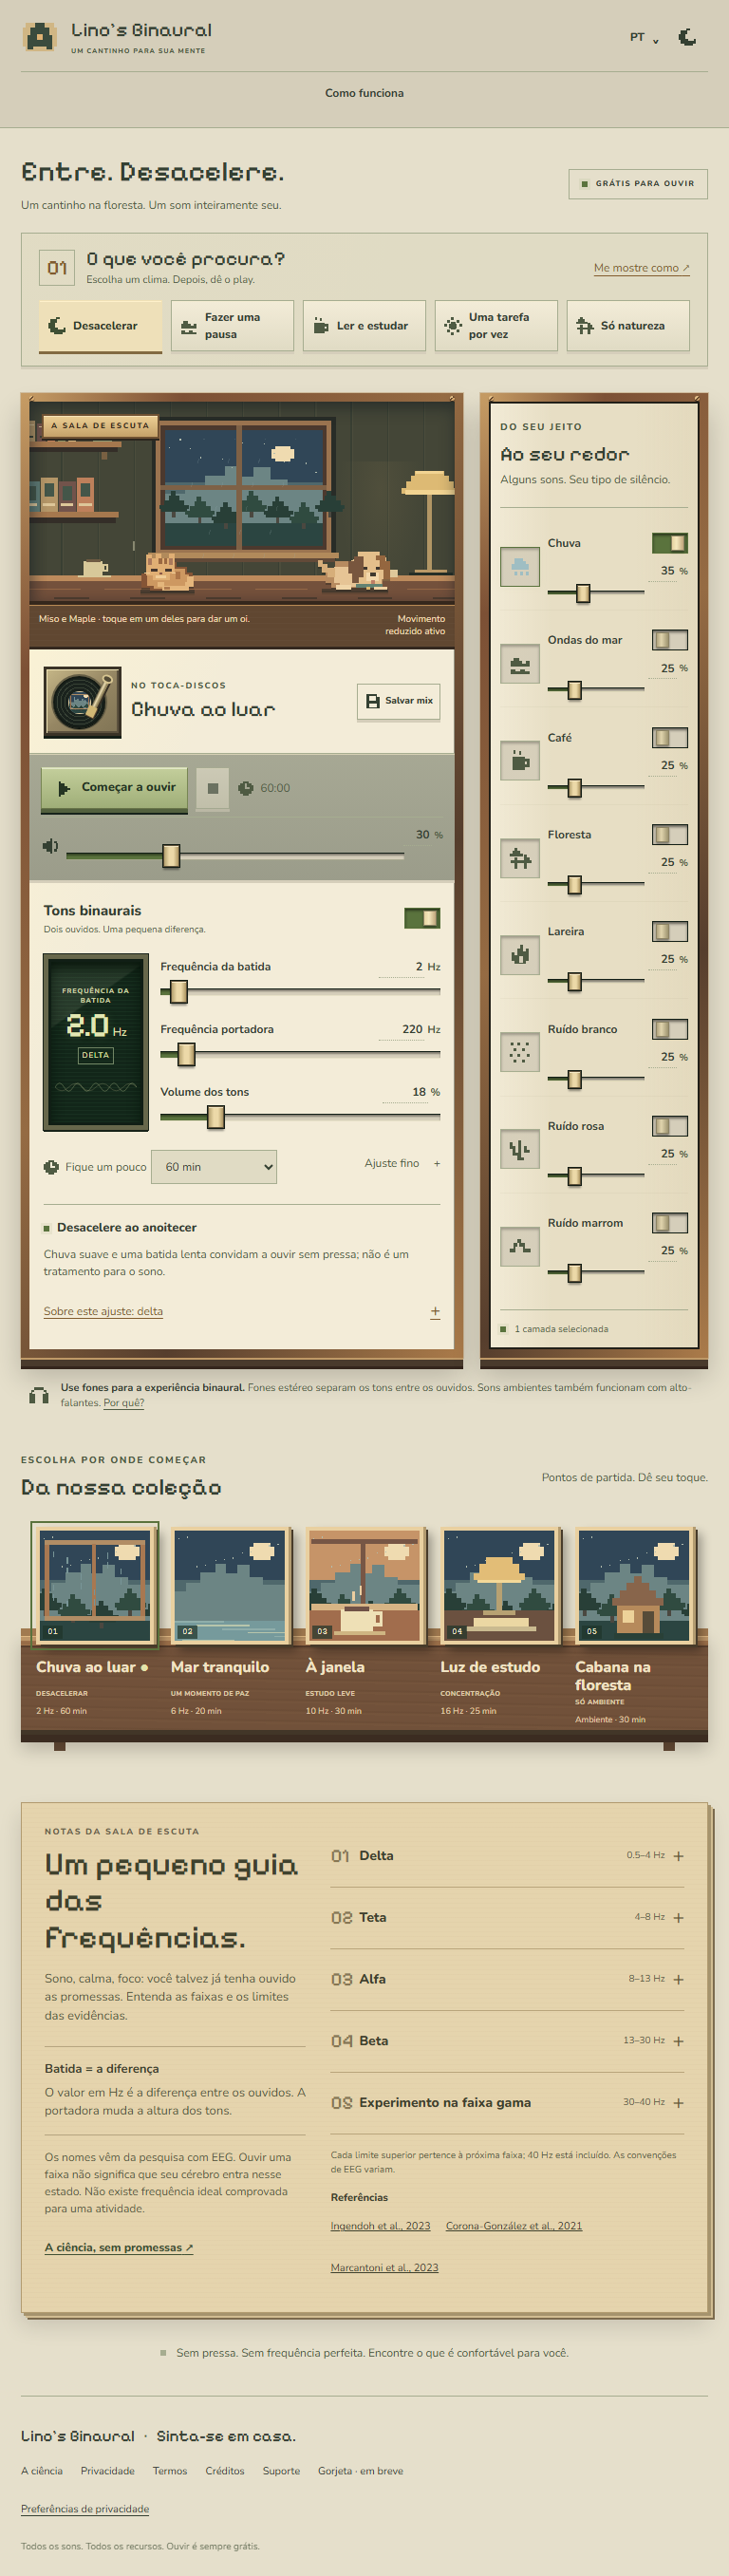 Lino's Binaural
UM CANTINHO PARA SUA MENTE
PT
Como funciona
Entre. Desacelere.
Um cantinho na floresta. Um som inteiramente seu.
GRÁTIS PARA OUVIR
01
O que você procura?
Escolha um clima. Depois, dê o play.
Me mostre como ↗
Desacelerar
Fazer uma
pausa
Ler e estudar
Uma tarefa
por vez
Só natureza
A SALA DE ESCUTA
Miso e Maple · toque em um deles para dar um oi.
Movimento
reduzido ativo
NO TOCA-DISCOS
Chuva ao luar
Salvar mix
Começar a ouvir
60:00
30 %
Tons binaurais
Dois ouvidos. Uma pequena diferença.
FREQUÊNCIA DA
BATIDA
2.0 Hz
DELTA
Frequência da batida
2 Hz
Frequência portadora
220 Hz
Volume dos tons
18 %
Fique um pouco
60 min
Ajuste fino +
Desacelere ao anoitecer
Chuva suave e uma batida lenta convidam a ouvir sem pressa; não é um
tratamento para o sono.
Sobre este ajuste: delta
+
DO SEU JEITO
Ao seu redor
Alguns sons. Seu tipo de silêncio.
Chuva
35 %
Ondas do mar
25 %
Café
25 %
Floresta
25 %
Lareira
25 %
Ruído branco
25 %
Ruído rosa
25 %
Ruído marrom
25 %
1 camada selecionada
Use fones para a experiência binaural. Fones estéreo separam os tons entre os ouvidos. Sons ambientes também funcionam com alto-
falantes. Por quê?
ESCOLHA POR ONDE COMEÇAR
Da nossa coleção
Pontos de partida. Dê seu toque.
01
Chuva ao luar
DESACELERAR
2 Hz · 60 min
02
Mar tranquilo
UM MOMENTO DE PAZ
6 Hz · 20 min
03
À janela
ESTUDO LEVE
10 Hz · 30 min
04
Luz de estudo
CONCENTRAÇÃO
16 Hz · 25 min
05
Cabana na
floresta
SÓ AMBIENTE
Ambiente · 30 min
NOTAS DA SALA DE ESCUTA
Um pequeno guia
das
frequências.
Sono, calma, foco: você talvez já tenha ouvido
as promessas. Entenda as faixas e os limites
das evidências.
Batida = a diferença
O valor em Hz é a diferença entre os ouvidos. A
portadora muda a altura dos tons.
Os nomes vêm da pesquisa com EEG. Ouvir uma
faixa não significa que seu cérebro entra nesse
estado. Não existe frequência ideal comprovada
para uma atividade.
A ciência, sem promessas ↗
01 Delta 0.5–4 Hz +
02 Teta 4–8 Hz +
03 Alfa 8–13 Hz +
04 Beta 13–30 Hz +
05 Experimento na faixa gama 30–40 Hz +
Cada limite superior pertence à próxima faixa; 40 Hz está incluído. As convenções
de EEG variam.
Referências
Ingendoh et al., 2023 Corona-González et al., 2021
Marcantoni et al., 2023
Sem pressa. Sem frequência perfeita. Encontre o que é confortável para você.
Lino's Binaural · Sinta-se em casa.
A ciência Privacidade Termos Créditos Suporte Gorjeta · em breve
Preferências de privacidade
Todos os sons. Todos os recursos. Ouvir é sempre grátis.